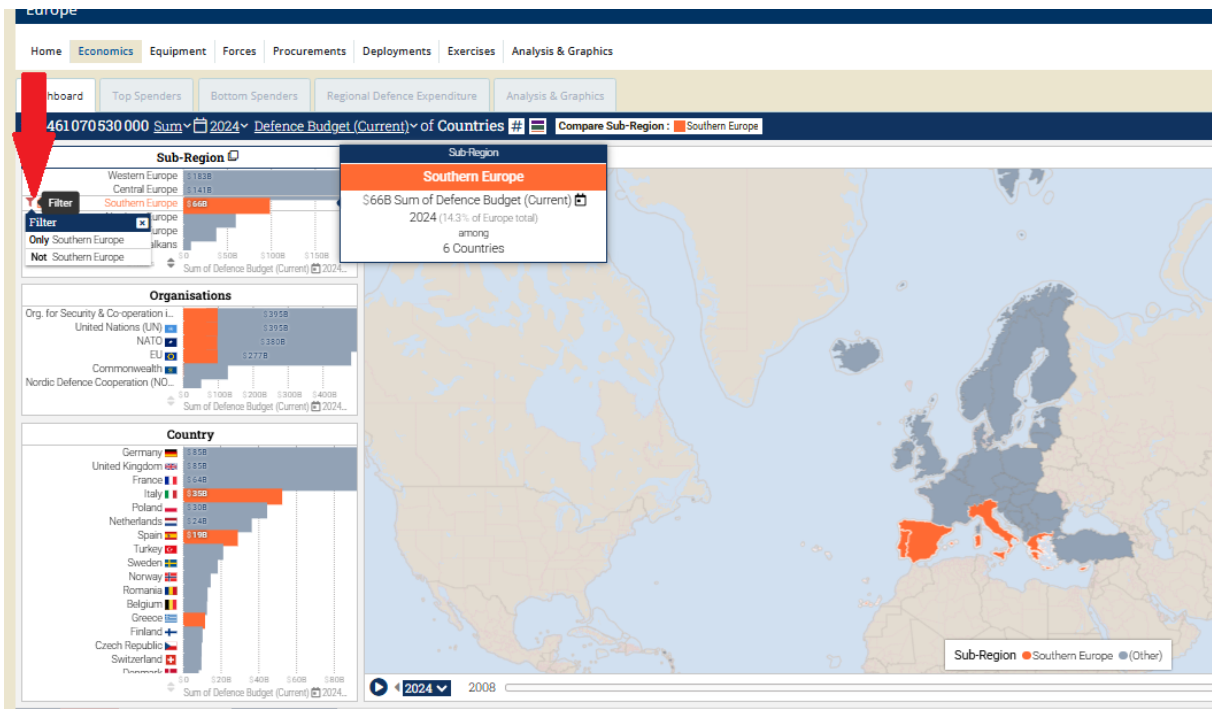 Europe
Home Economics Equipment Forces Procurements Deployments Exercises Analysis & Graphics
hboard Top Spenders Bottom Spenders Regional Defence Expenditure Analysis & Graphics
461070530000 Sum 2024 Defence Budget (Current) of Countries # Compare Sub-Region : Southern Europe
Sub-Region
Western Europe $183B
Central Europe $141B
Southern Europe $66B
urope
urope
alkans
Filter
Filter x
Only Southern Europe
Not Southern Europe
$0 $50B $100B $150B
Sum of Defence Budget (Current) 2024...
Sub-Region
Southern Europe
$66B Sum of Defence Budget (Current)
2024 (14.3% of Europe total)
among
6 Countries
Organisations
Org. for Security & Co-operation i... $395B
United Nations (UN) $395B
NATO $380B
EU $277B
Commonwealth
Nordic Defence Cooperation (NO...
$0 $100B $200B $300B $400B
Sum of Defence Budget (Current) 2024...
Country
Germany $85B
United Kingdom $85B
France $64B
Italy $35B
Poland $30B
Netherlands $24B
Spain $19B
Turkey
Sweden
Norway
Romania
Belgium
Greece
Finland
Czech Republic
Switzerland
Denmark
$0 $20B $40B $60B $80B
Sum of Defence Budget (Current) 2024...
Sub-Region Southern Europe (Other)
2024 2008